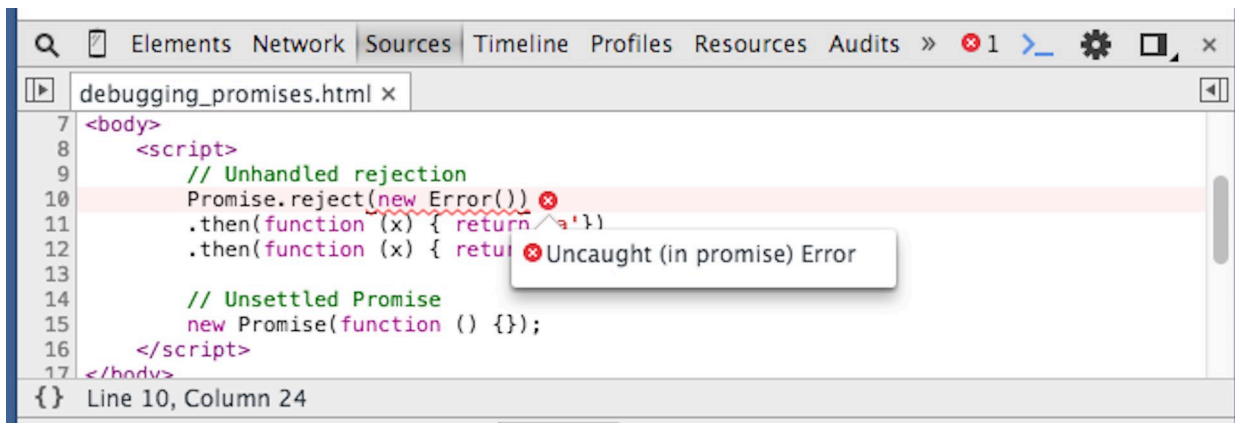 Elements Network Sources Timeline Profiles Resources Audits » 1 >_ ×
debugging_promises.html ×
7 <body>
8 <script>
9 // Unhandled rejection
10 Promise.reject(new Error())
11 .then(function (x) { return 'a'})
12 .then(function (x) {
Uncaught (in promise) Error
13
14 // Unsettled Promise
15 new Promise(function () {});
16 </script>
17 </body>
{} Line 10, Column 24